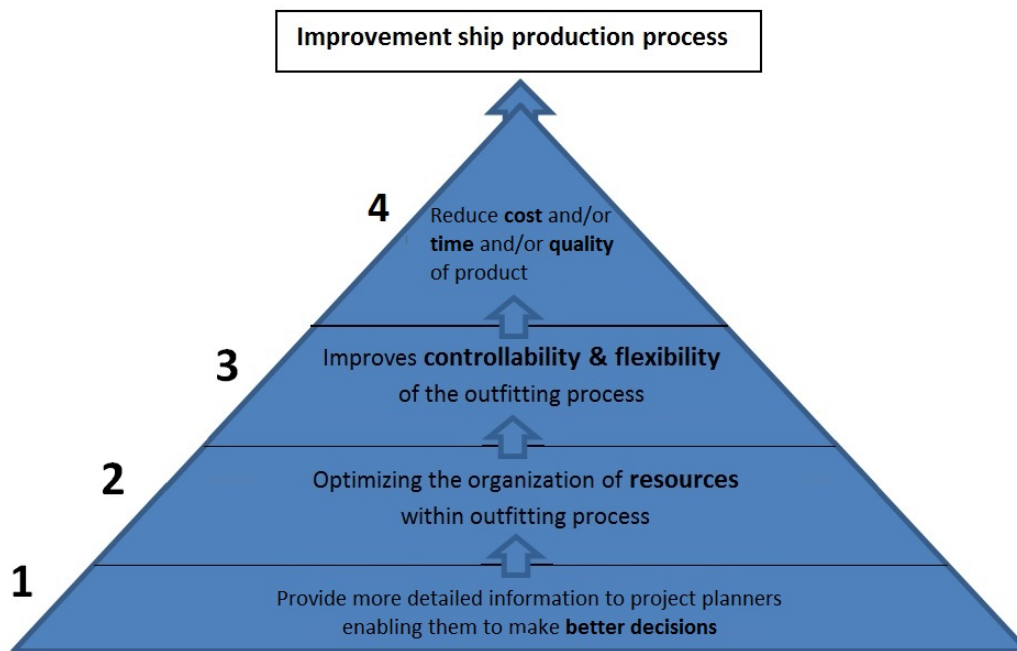 Improvement ship production process
4
Reduce cost and/or
time and/or quality
of product
3
Improves controllability & flexibility
of the outfitting process
2
Optimizing the organization of resources
within outfitting process
1
Provide more detailed information to project planners
enabling them to make better decisions